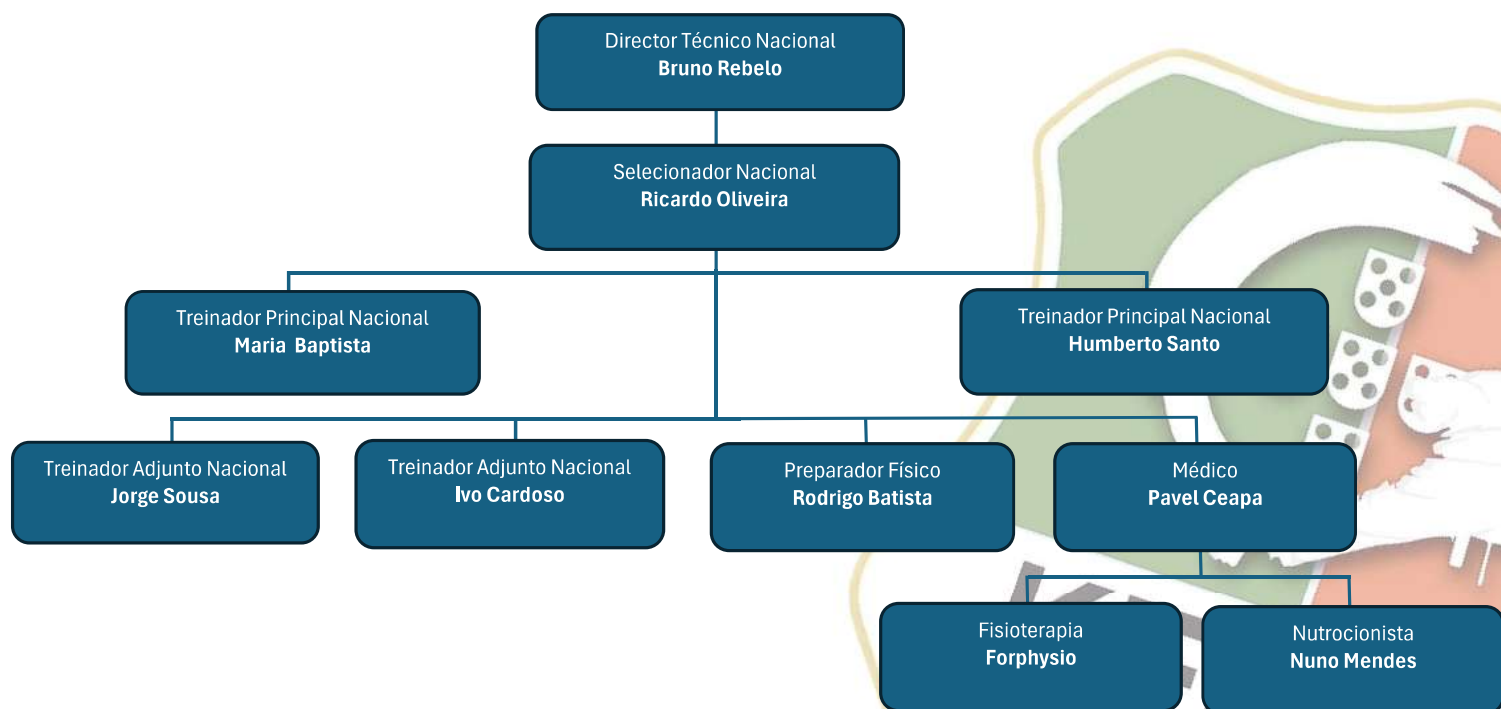 Director Técnico Nacional
Bruno Rebelo
Selecionador Nacional
Ricardo Oliveira
Treinador Principal Nacional
Maria Baptista
Treinador Principal Nacional
Humberto Santo
Treinador Adjunto Nacional
Jorge Sousa
Treinador Adjunto Nacional
Ivo Cardoso
Preparador Físico
Rodrigo Batista
Médico
Pavel Ceapa
Fisioterapia
Forphysio
Nutrocionista
Nuno Mendes